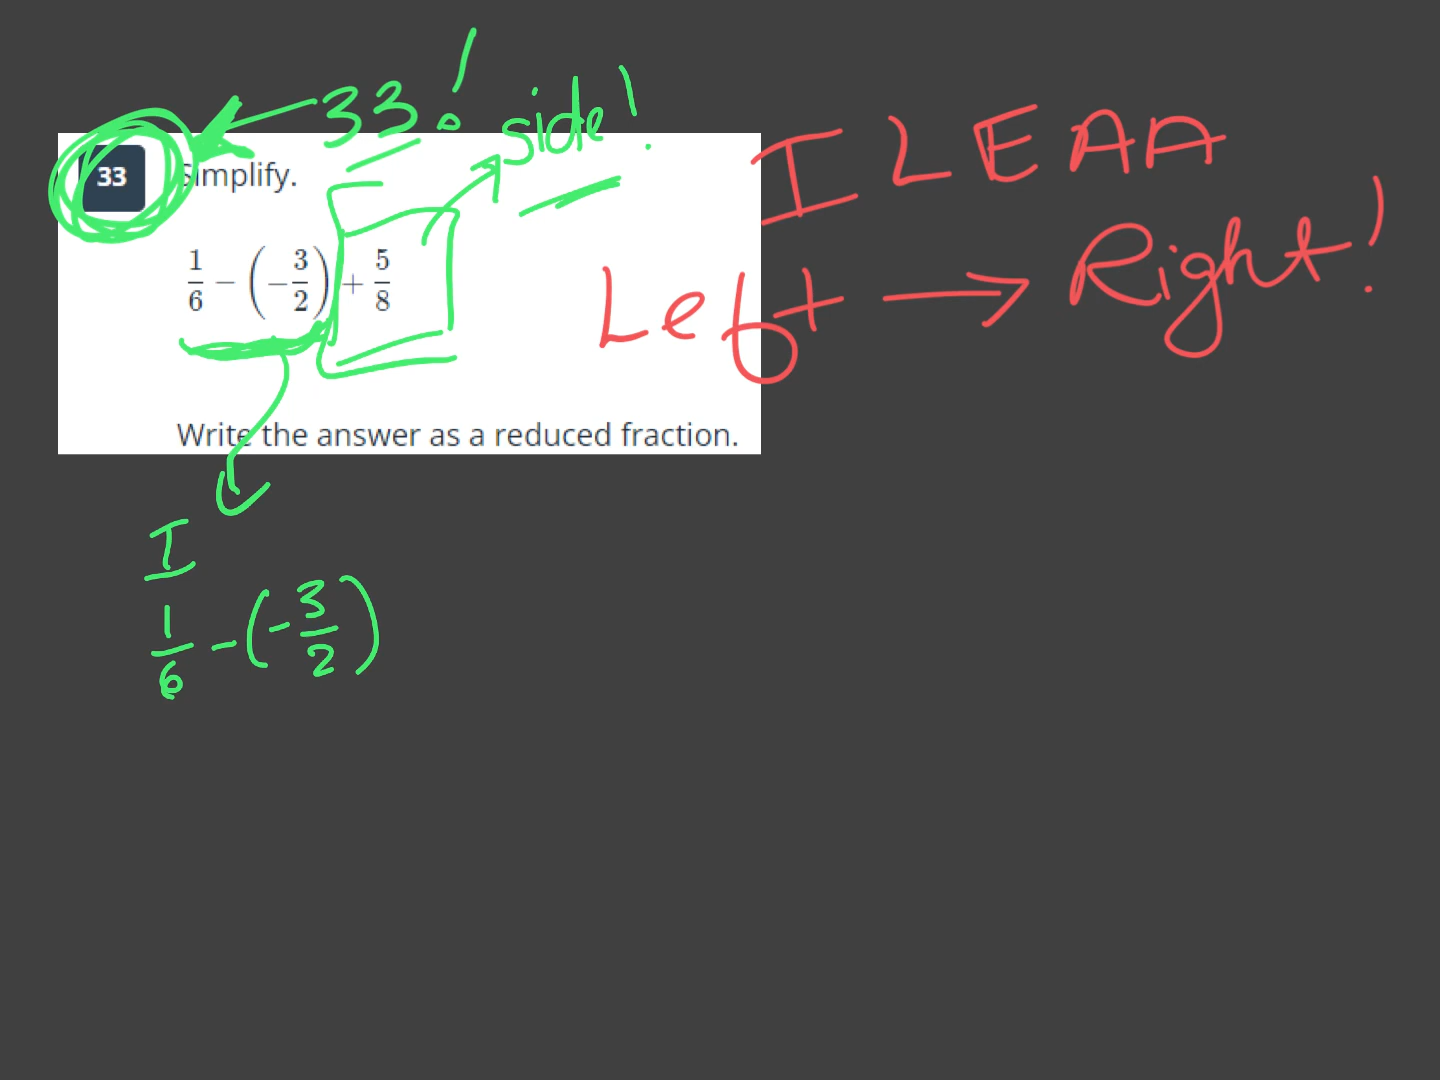 33!
side!
I LEAA
33 Simplify.
Left → Right!
1/6 − (−3/2) + 5/8
Write the answer as a reduced fraction.
I
1/6 - (-3/2)